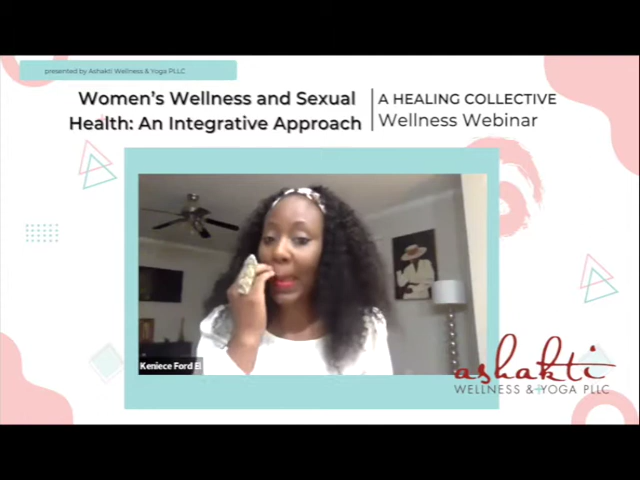 presented by Ashakti Wellness & Yoga PLLC
Women's Wellness and Sexual
Health: An Integrative Approach
A HEALING COLLECTIVE
Wellness Webinar
Keniece Ford El
ashakti
WELLNESS & YOGA PLLC